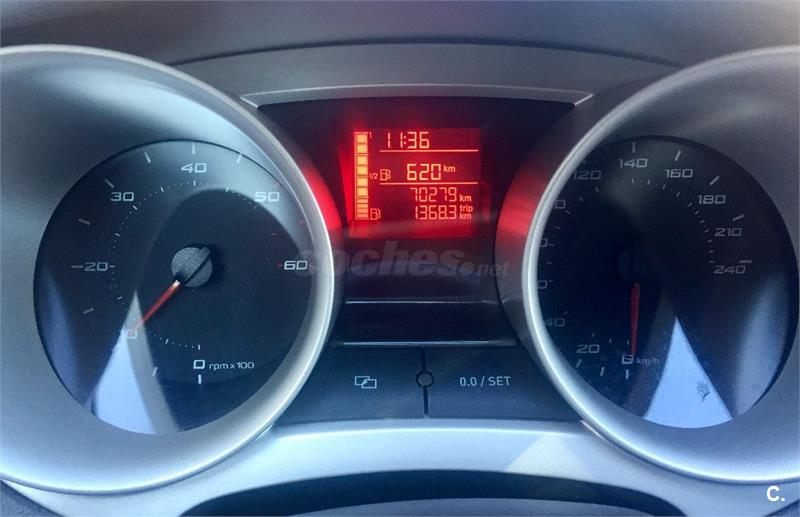 11:36
1/2 620 km
70279 km
1368.3 trip km
10 20 30 40 50 60
0 rpm x 100
20 40 120 140 160 180 210 240
0 km/h
0.0 / SET
coches.net
C.